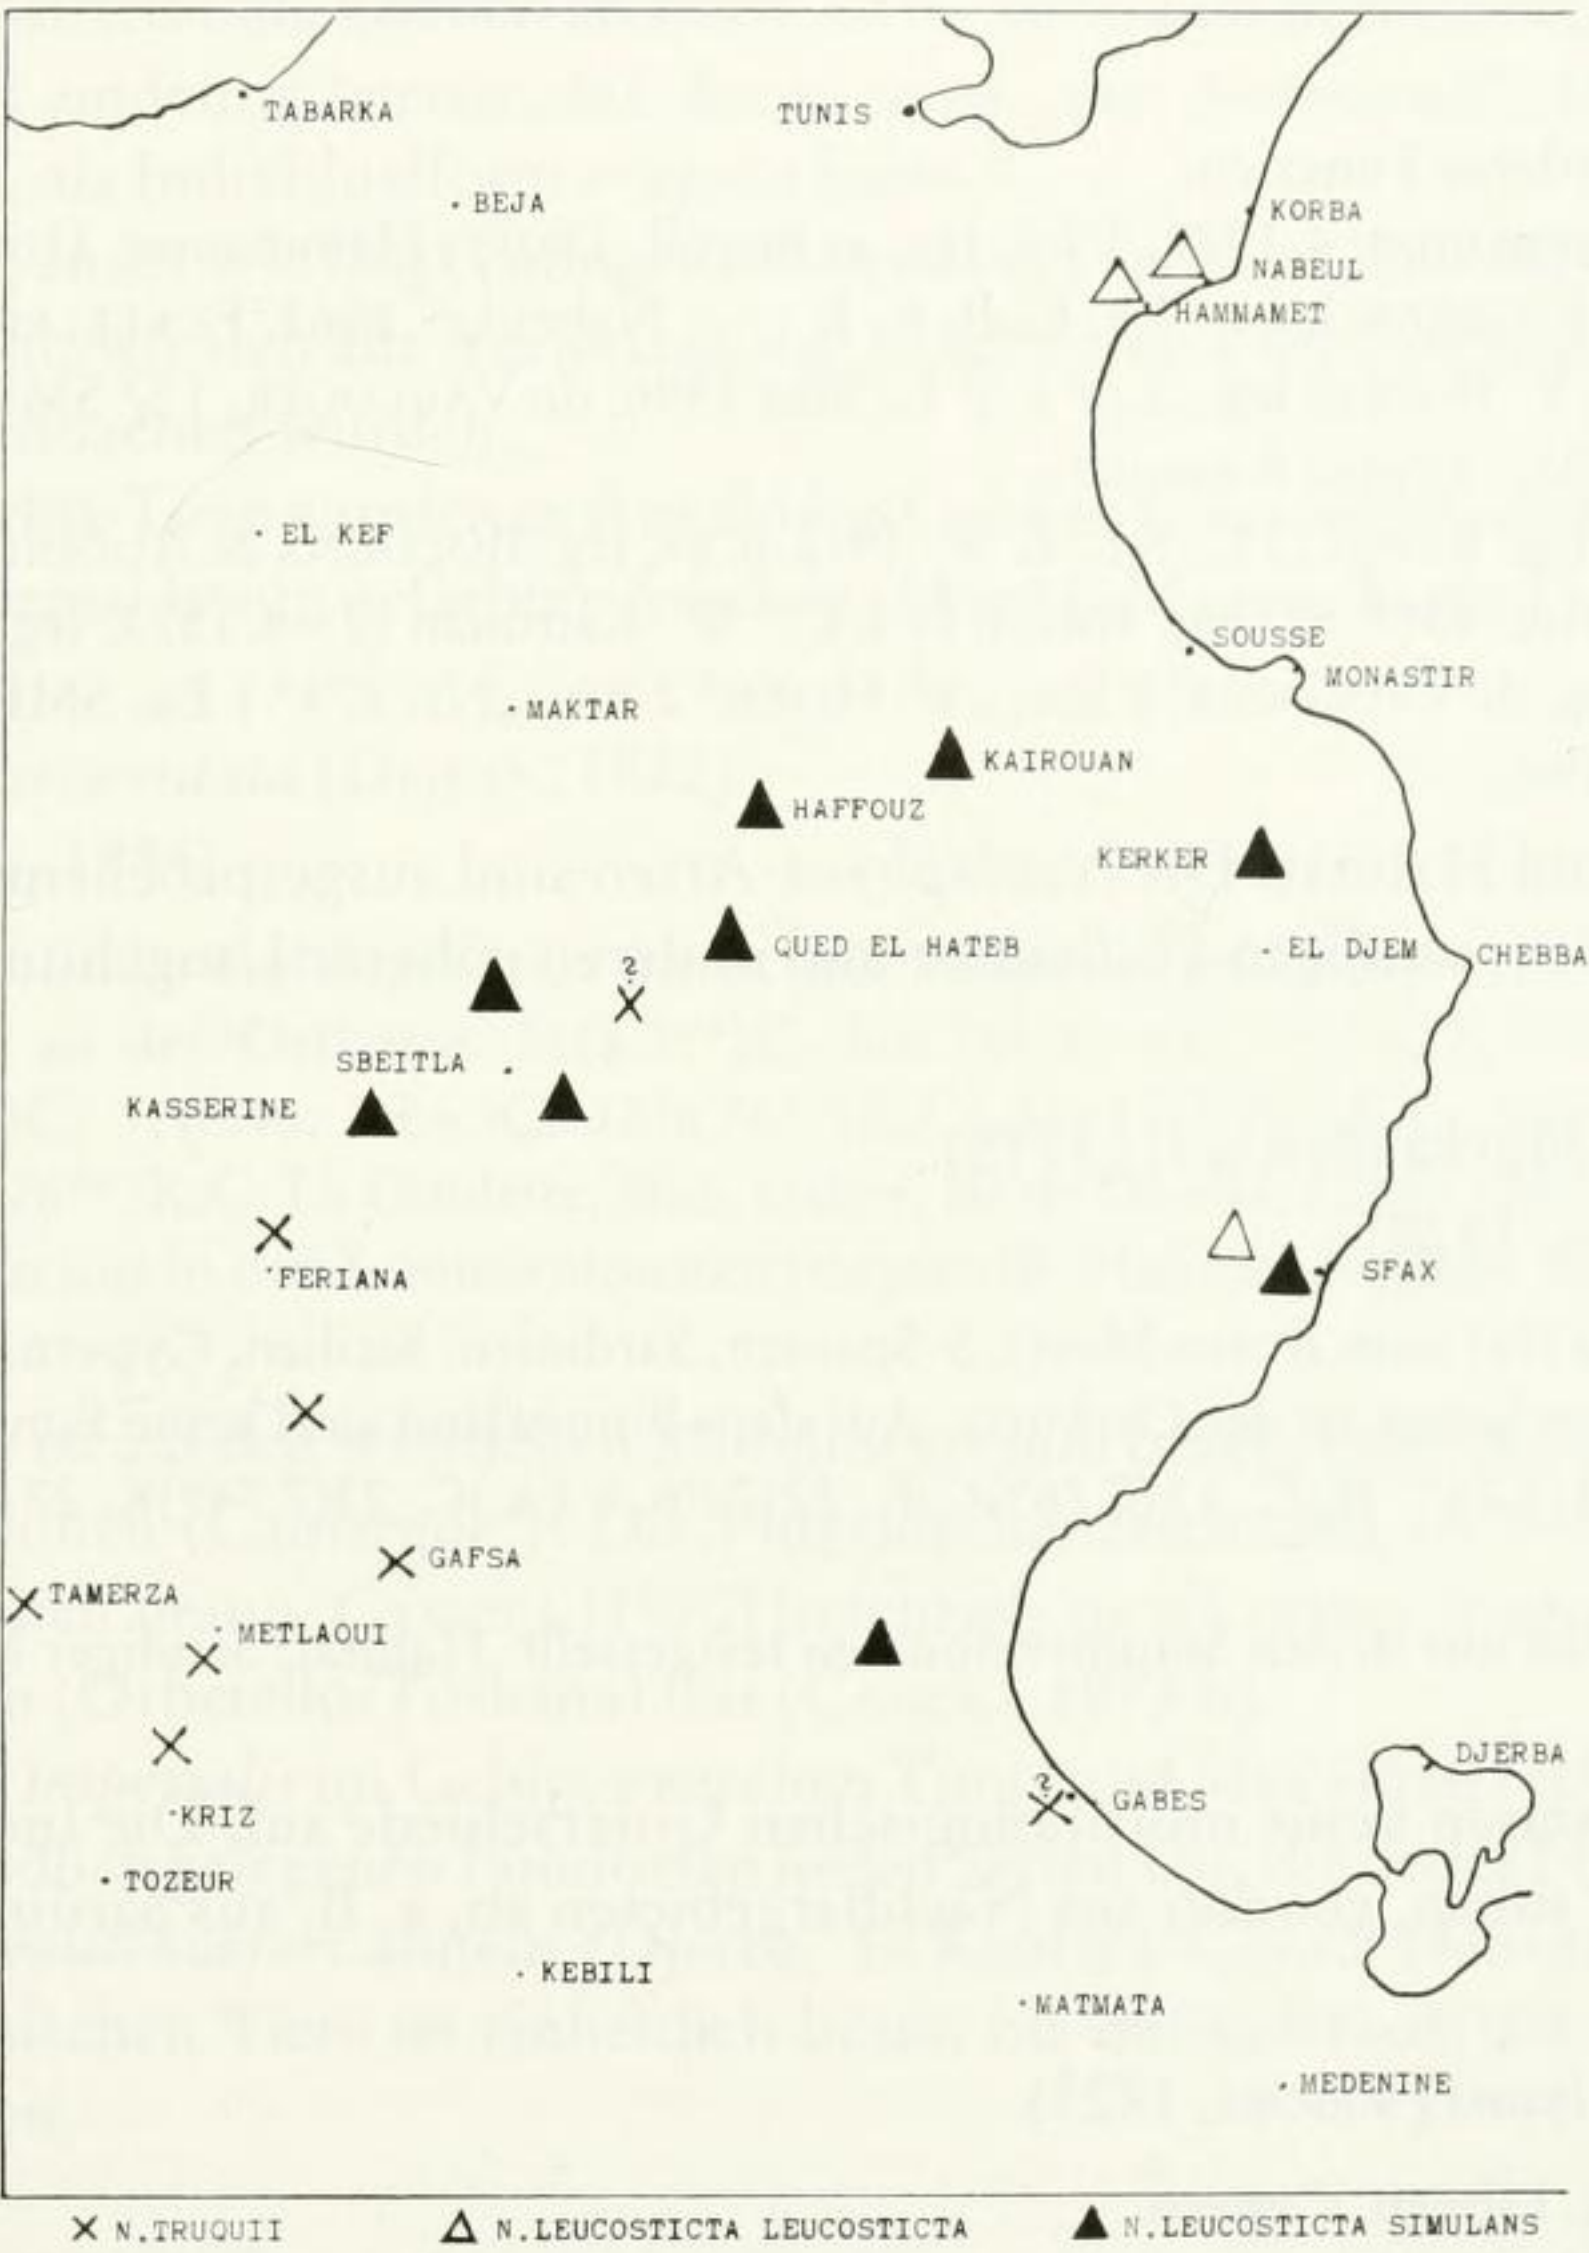 TABARKA
TUNIS
BEJA
KORBA
NABEUL
HAMMAMET
EL KEF
SOUSSE
MONASTIR
MAKTAR
KAIROUAN
HAFFOUZ
KERKER
QUED EL HATEB
EL DJEM
CHEBBA
?
SBEITLA
KASSERINE
FERIANA
SFAX
GAFSA
TAMERZA
METLAOUI
DJERBA
?
GABES
KRIZ
TOZEUR
KEBILI
MATMATA
MEDENINE
N.TRUQUII
N.LEUCOSTICTA LEUCOSTICTA
N.LEUCOSTICTA SIMULANS